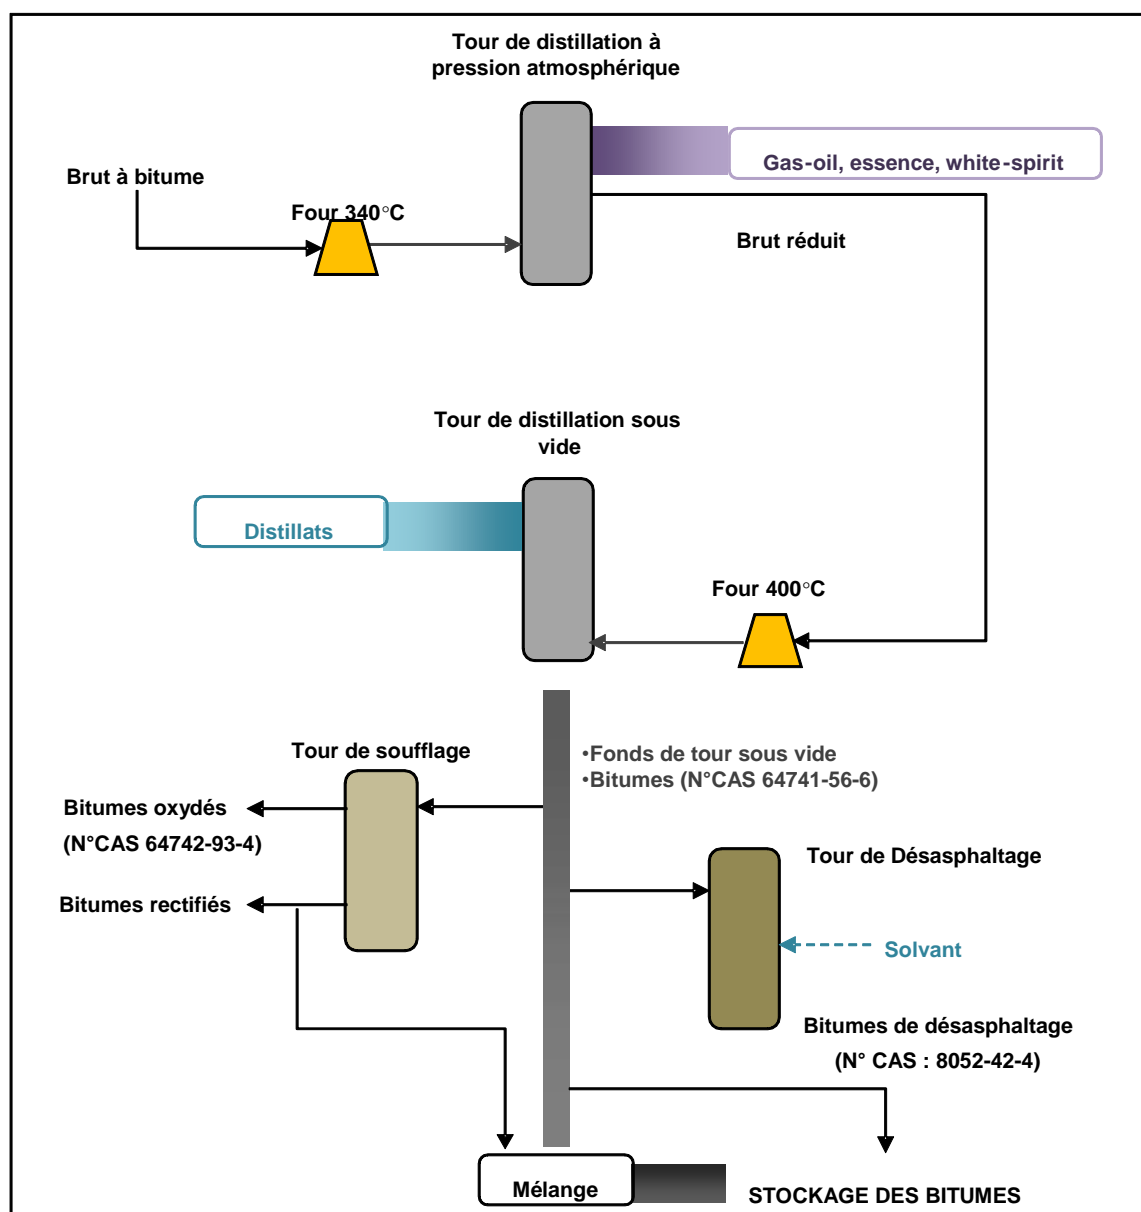 Tour de distillation à
pression atmosphérique
Gas-oil, essence, white-spirit
Brut à bitume
Four 340°C
Brut réduit
Tour de distillation sous
vide
Distillats
Four 400°C
Tour de soufflage
•Fonds de tour sous vide
•Bitumes (N°CAS 64741-56-6)
Bitumes oxydés
(N°CAS 64742-93-4)
Tour de Désasphaltage
Bitumes rectifiés
Solvant
Bitumes de désasphaltage
(N° CAS : 8052-42-4)
Mélange
STOCKAGE DES BITUMES